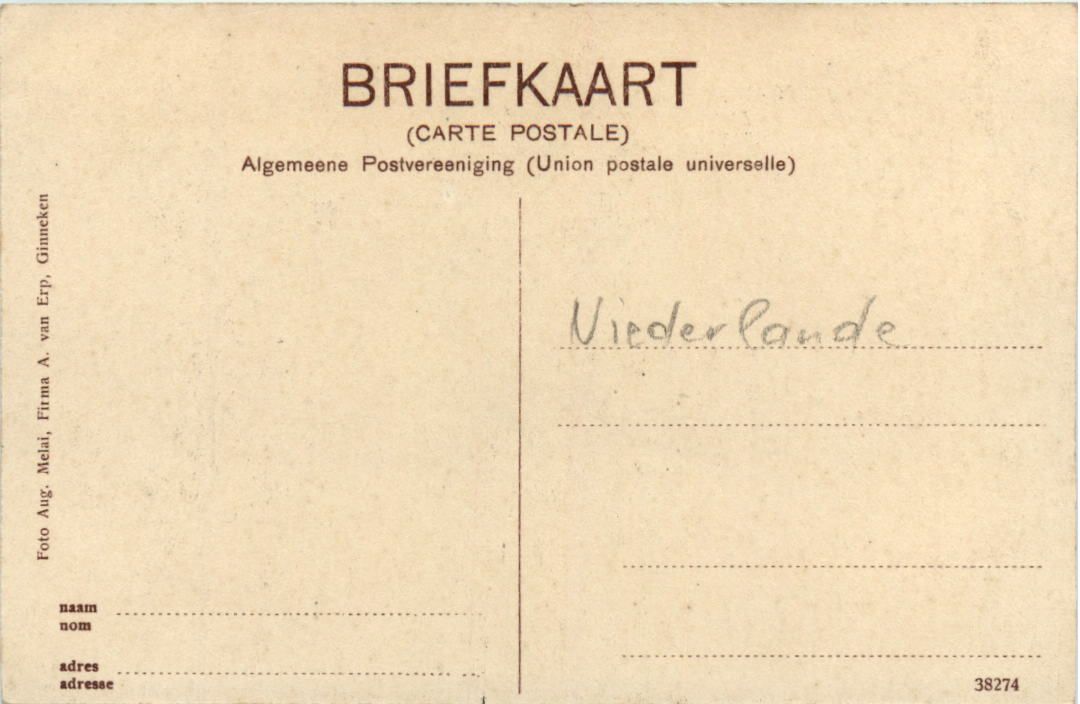 BRIEFKAART
(CARTE POSTALE)
Algemeene Postvereeniging (Union postale universelle)
Foto Aug. Melai, Firma A. van Erp, Ginneken
Niederlande
naam
nom
adres
adresse
38274